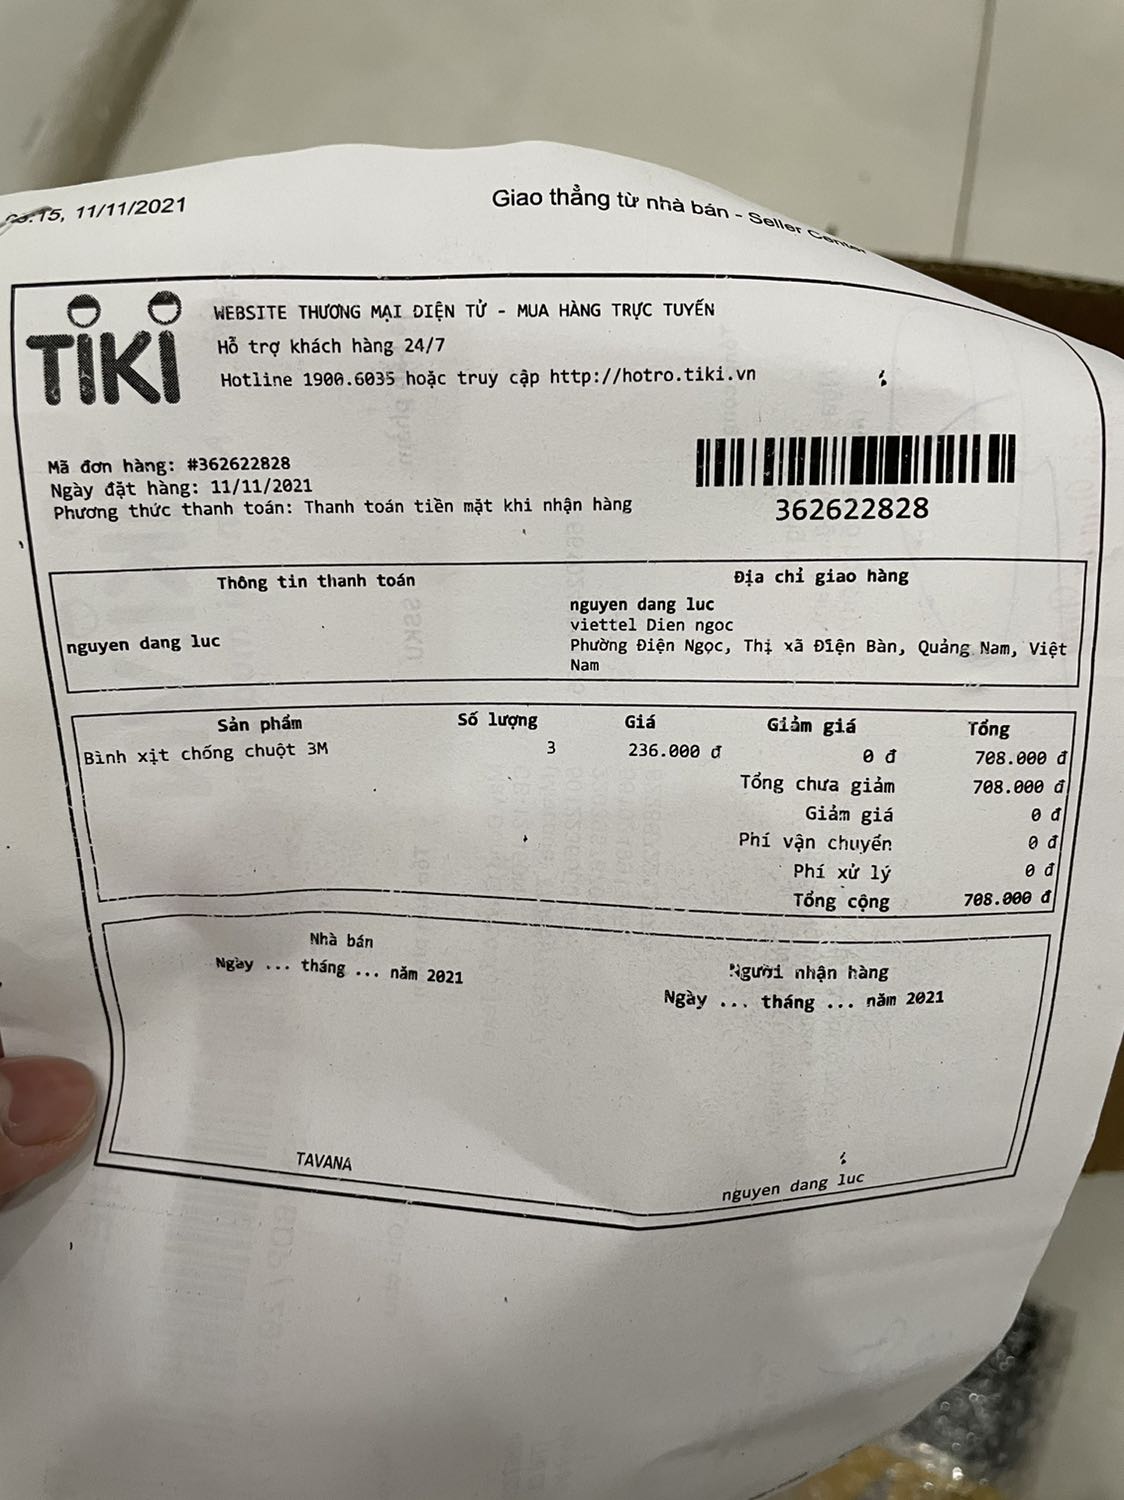 11/11/2021
Giao thẳng từ nhà bán - Seller Center
TIKI
WEBSITE THƯƠNG MẠI ĐIỆN TỬ - MUA HÀNG TRỰC TUYẾN
Hỗ trợ khách hàng 24/7
Hotline 1900.6035 hoặc truy cập http://hotro.tiki.vn
Mã đơn hàng: #362622828
Ngày đặt hàng: 11/11/2021
Phương thức thanh toán: Thanh toán tiền mặt khi nhận hàng
362622828
Thông tin thanh toán
nguyen dang luc
Địa chỉ giao hàng
nguyen dang luc
viettel Dien ngoc
Phường Điện Ngọc, Thị xã Điện Bàn, Quảng Nam, Việt
Nam
Sản phẩm Số lượng Giá Giảm giá Tổng
Bình xịt chống chuột 3M 3 236.000 đ 0 đ 708.000 đ
Tổng chưa giảm 708.000 đ
Giảm giá 0 đ
Phí vận chuyển 0 đ
Phí xử lý 0 đ
Tổng cộng 708.000 đ
Nhà bán
Ngày ... tháng ... năm 2021
TAVANA
Người nhận hàng
Ngày ... tháng ... năm 2021
nguyen dang luc